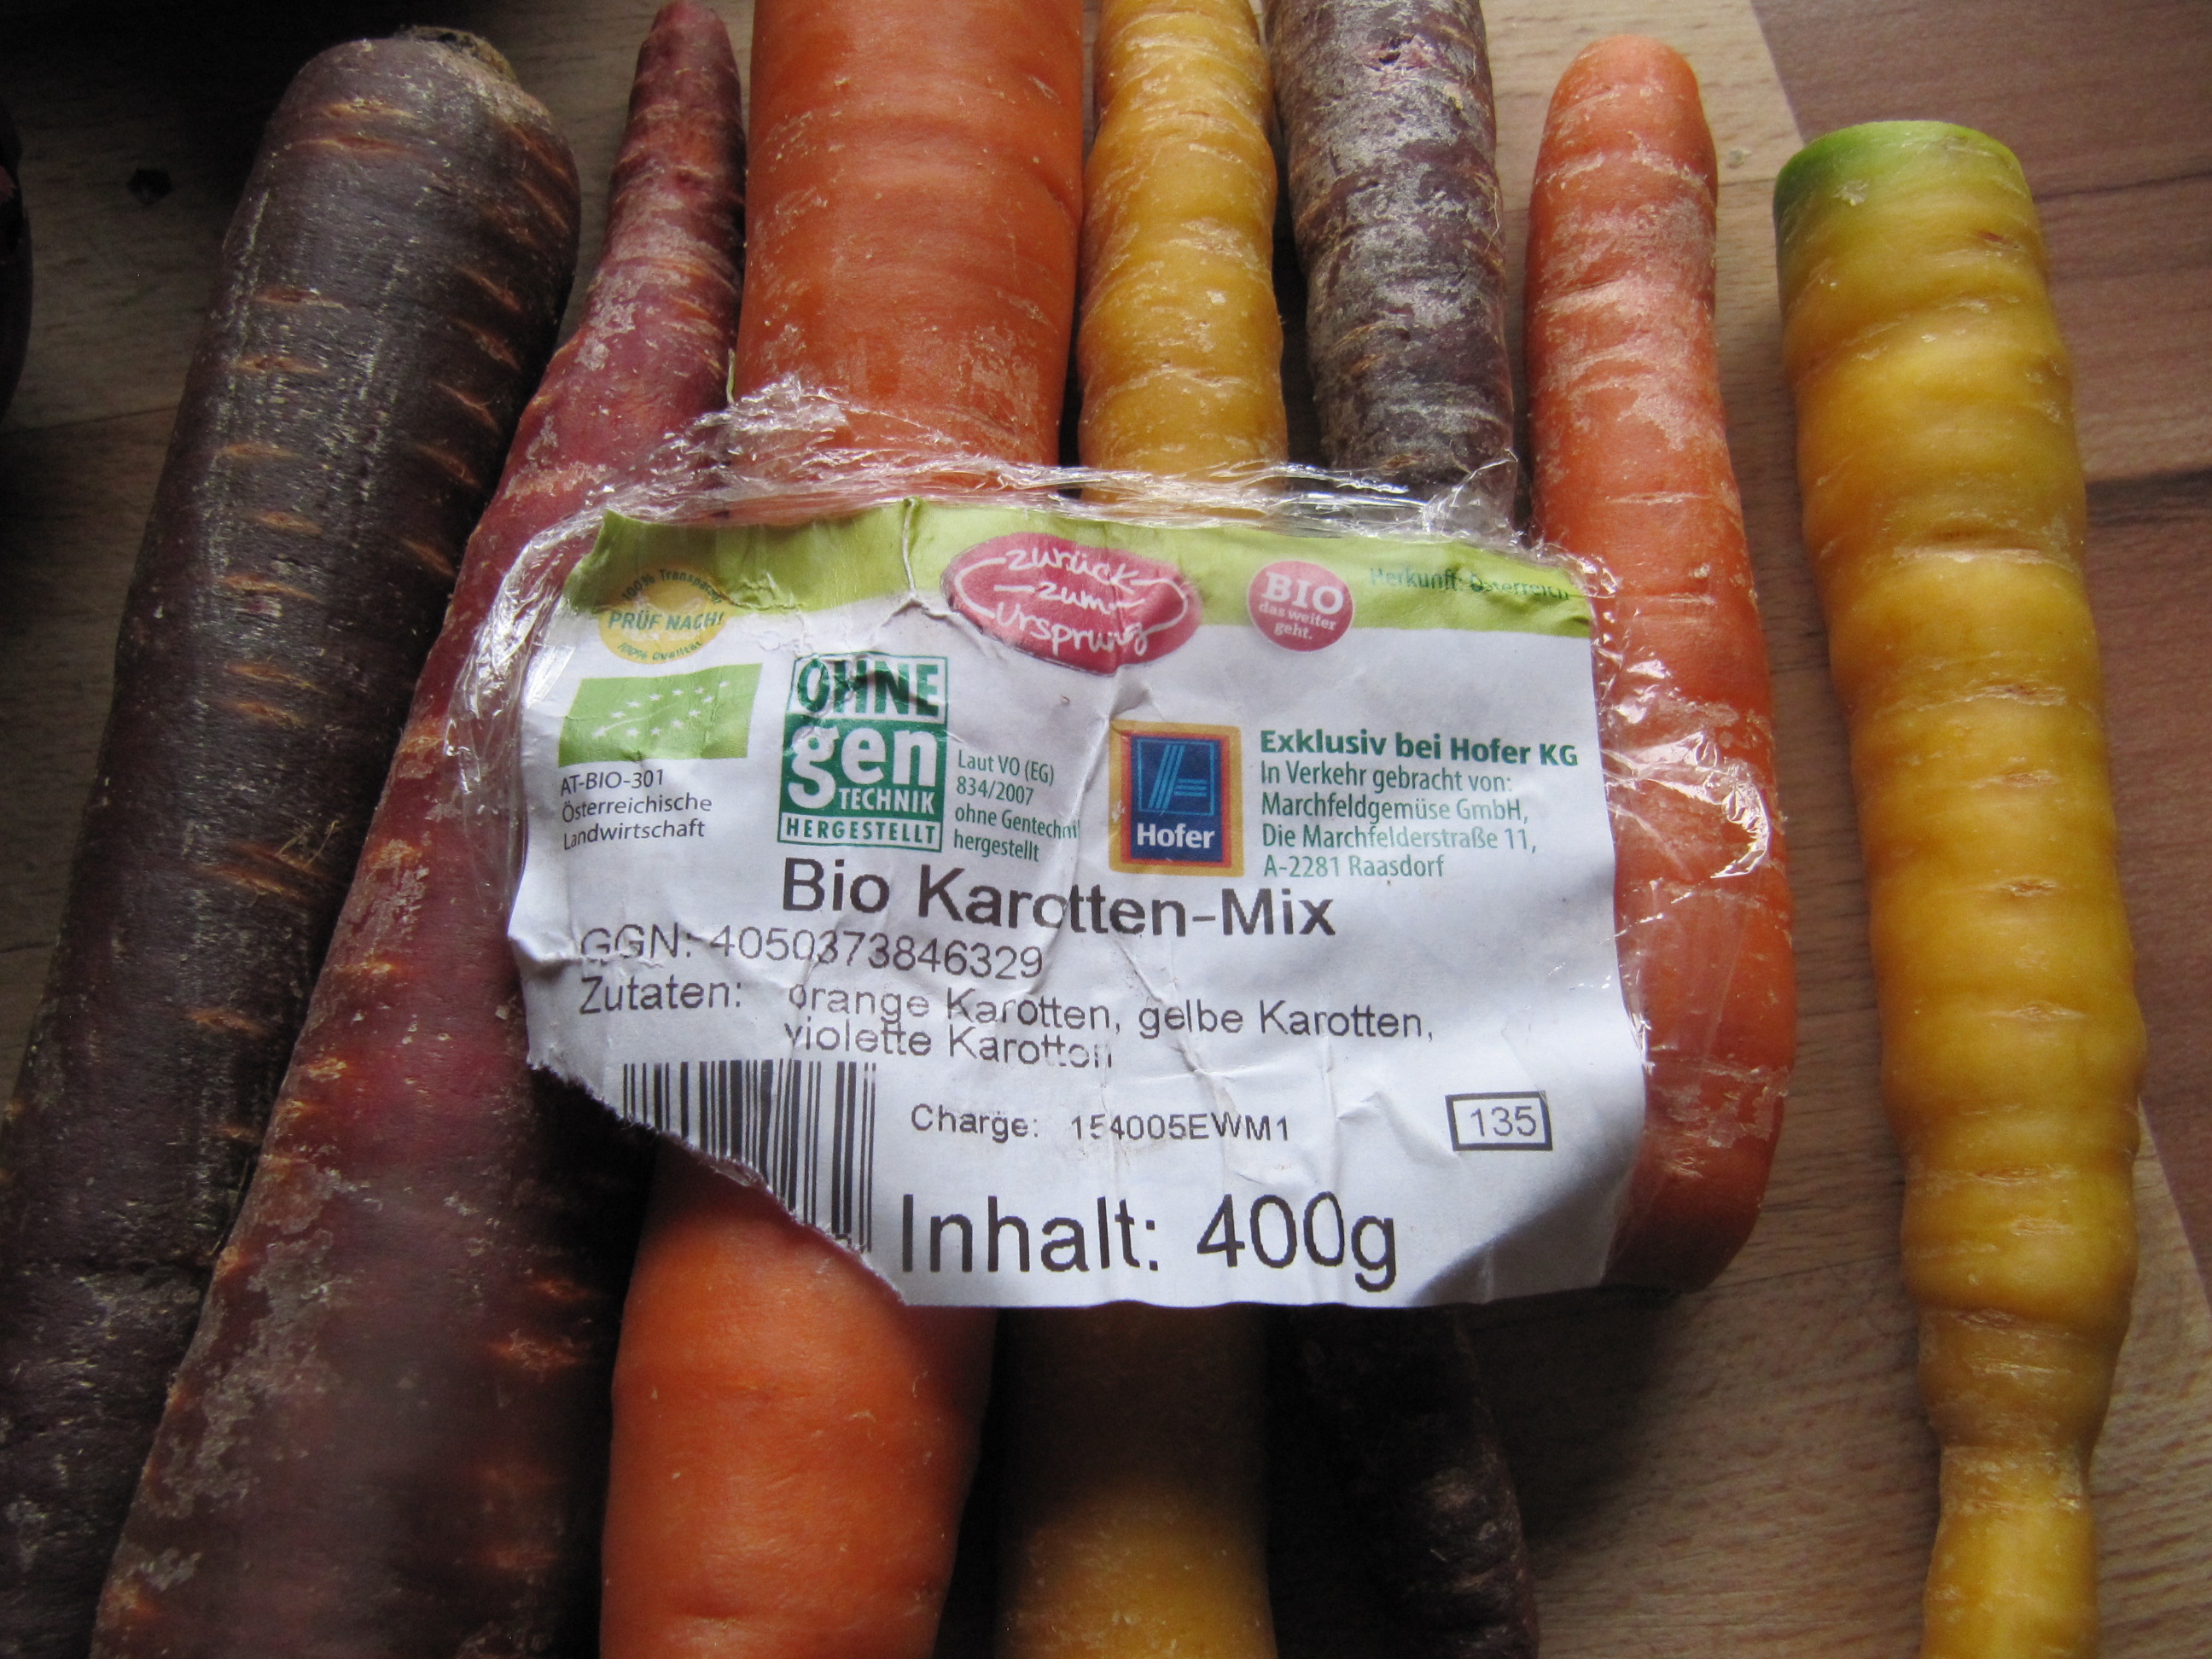 100% Transparenz
PRÜF NACH!
100% Qualität
zurück
zum
Ursprung
BIO
das weiter
geht.
Herkunft: Österreich
AT-BIO-301
Österreichische
Landwirtschaft
OHNE
gen
TECHNIK
HERGESTELLT
Laut VO (EG)
834/2007
ohne Gentechni
hergestellt
Hofer
Exklusiv bei Hofer KG
In Verkehr gebracht von:
Marchfeldgemüse GmbH,
Die Marchfelderstraße 11,
A-2281 Raasdorf
Bio Karotten-Mix
GGN: 4050373846329
Zutaten: orange Karotten, gelbe Karotten,
violette Karotten
Charge: 154005EWM1
135
Inhalt: 400g